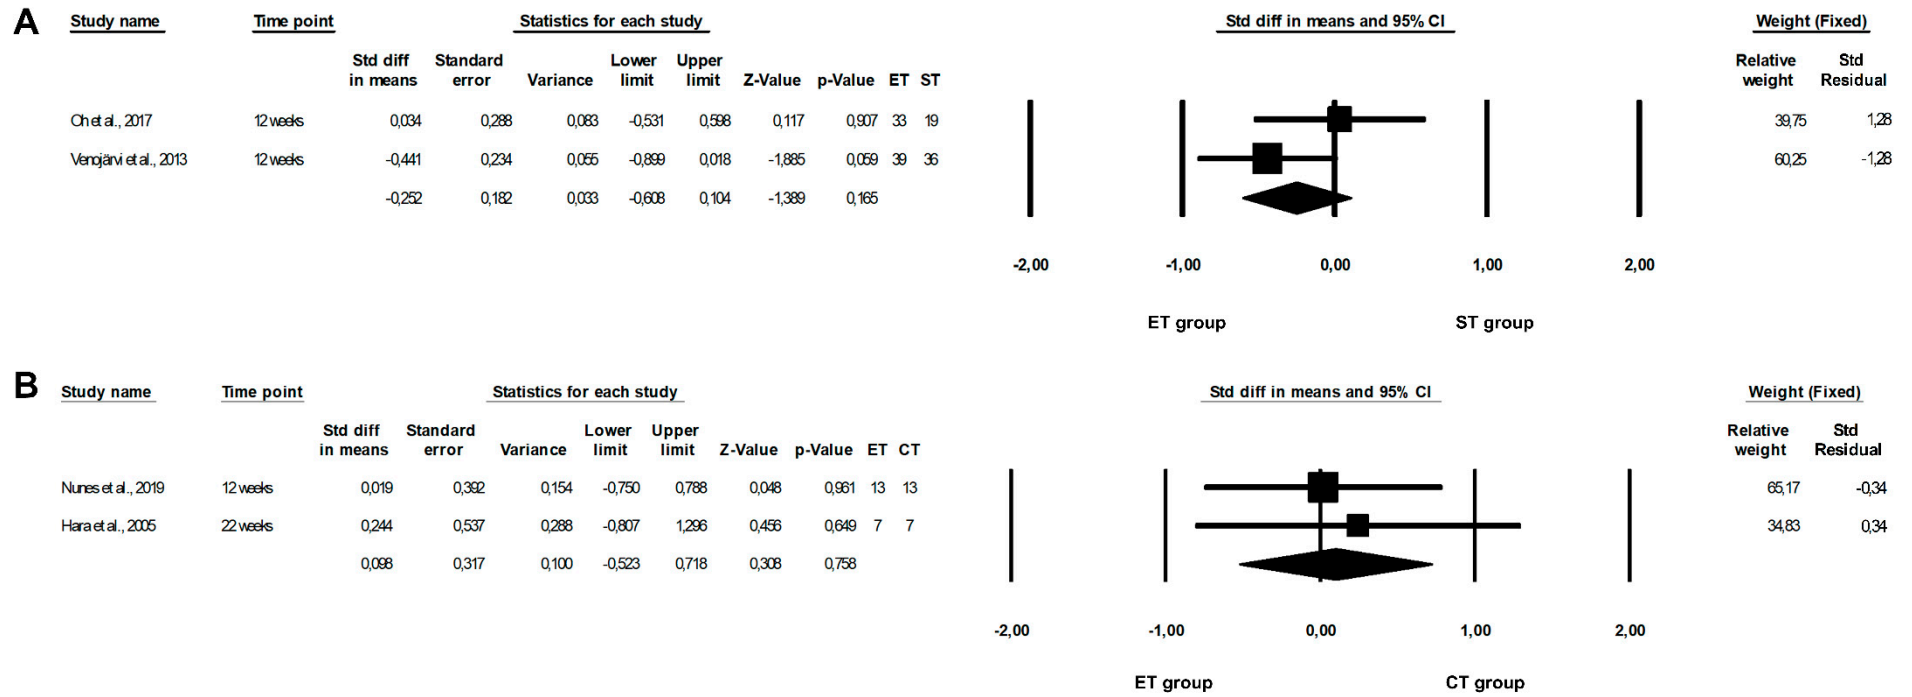 A
Study name Time point Statistics for each study Std diff in means and 95% CI Weight (Fixed)
Std diff in means Standard error Variance Lower limit Upper limit Z-Value p-Value ET ST Relative weight Std Residual
Oh et al., 2017 12 weeks 0,034 0,288 0,083 -0,531 0,598 0,117 0,907 33 19 39,75 1,28
Venojärvi et al., 2013 12 weeks -0,441 0,234 0,055 -0,899 0,018 -1,885 0,059 39 36 60,25 -1,28
-0,252 0,182 0,033 -0,608 0,104 -1,389 0,165
-2,00 -1,00 0,00 1,00 2,00
ET group ST group
B
Study name Time point Statistics for each study Std diff in means and 95% CI Weight (Fixed)
Std diff in means Standard error Variance Lower limit Upper limit Z-Value p-Value ET CT Relative weight Std Residual
Nunes et al., 2019 12 weeks 0,019 0,392 0,154 -0,750 0,788 0,048 0,961 13 13 65,17 -0,34
Hara et al., 2005 22 weeks 0,244 0,537 0,288 -0,807 1,296 0,456 0,649 7 7 34,83 0,34
0,098 0,317 0,100 -0,523 0,718 0,308 0,758
-2,00 -1,00 0,00 1,00 2,00
ET group CT group